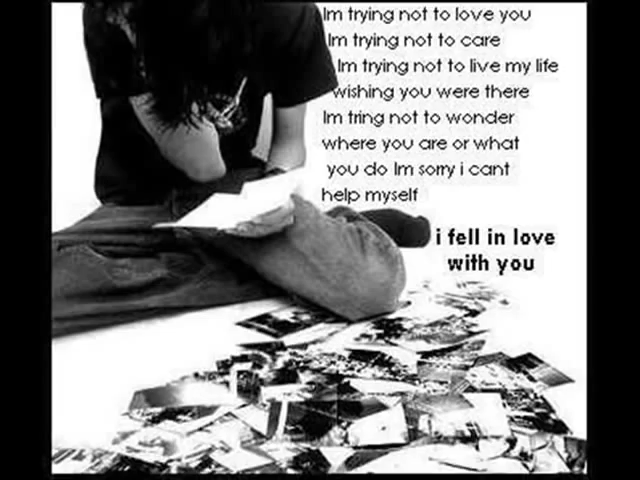 Im trying not to love you
Im trying not to care
Im trying not to live my life
wishing you were there
Im tring not to wonder
where you are or what
you do Im sorry i cant
help myself
i fell in love
with you